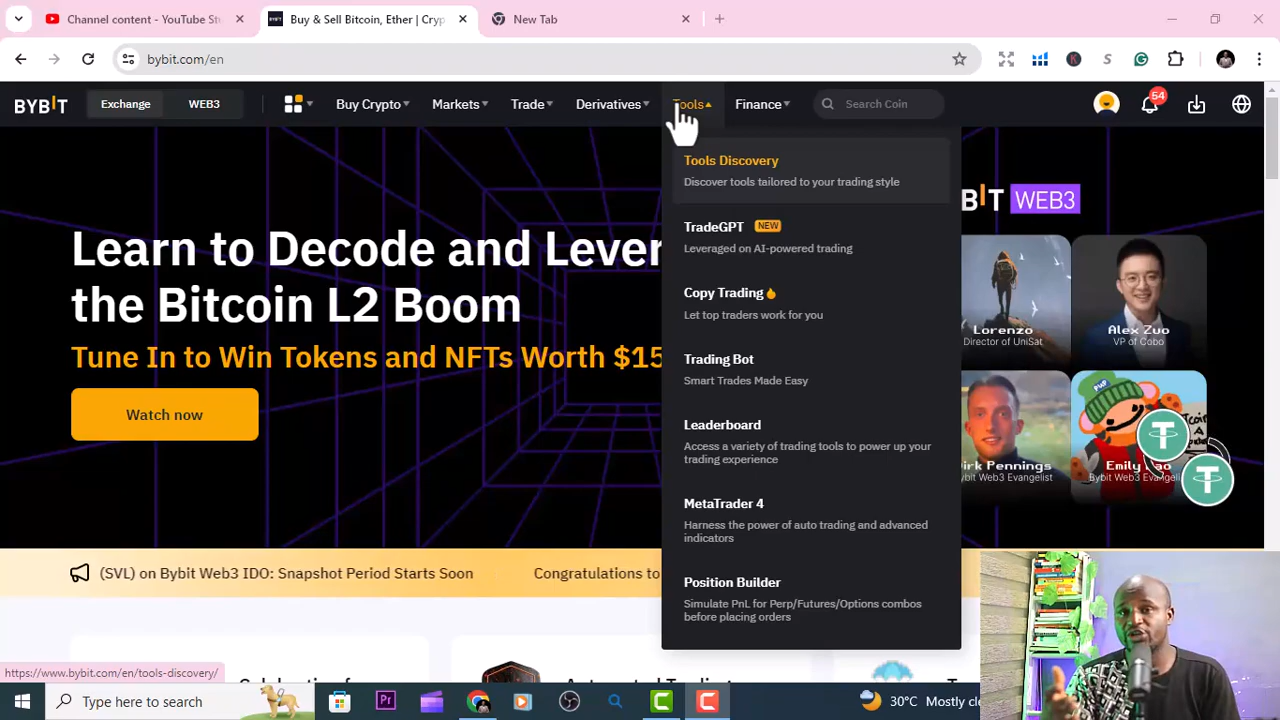 Channel content - YouTube St
Buy & Sell Bitcoin, Ether | Cryp
New Tab
bybit.com/en
BYBIT
Exchange
WEB3
Buy Crypto
Markets
Trade
Derivatives
Tools
Finance
Search Coin
54
Tools Discovery
Discover tools tailored to your trading style
TradeGPT NEW
Leveraged on AI-powered trading
Copy Trading
Let top traders work for you
Trading Bot
Smart Trades Made Easy
Leaderboard
Access a variety of trading tools to power up your
trading experience
MetaTrader 4
Harness the power of auto trading and advanced
indicators
Position Builder
Simulate PnL for Perp/Futures/Options combos
before placing orders
Learn to Decode and Lever
the Bitcoin L2 Boom
Tune In to Win Tokens and NFTs Worth $15
Watch now
IT WEB3
Lorenzo
Director of UniSat
Alex Zuo
VP of Cobo
Dirk Pennings
Bybit Web3 Evangelist
Emily
Bybit Web3 Evangeli
(SVL) on Bybit Web3 IDO: Snapshot Period Starts Soon
Congratulations to
https://www.bybit.com/en/tools-discovery/
Type here to search
Pr
30°C Mostly cl